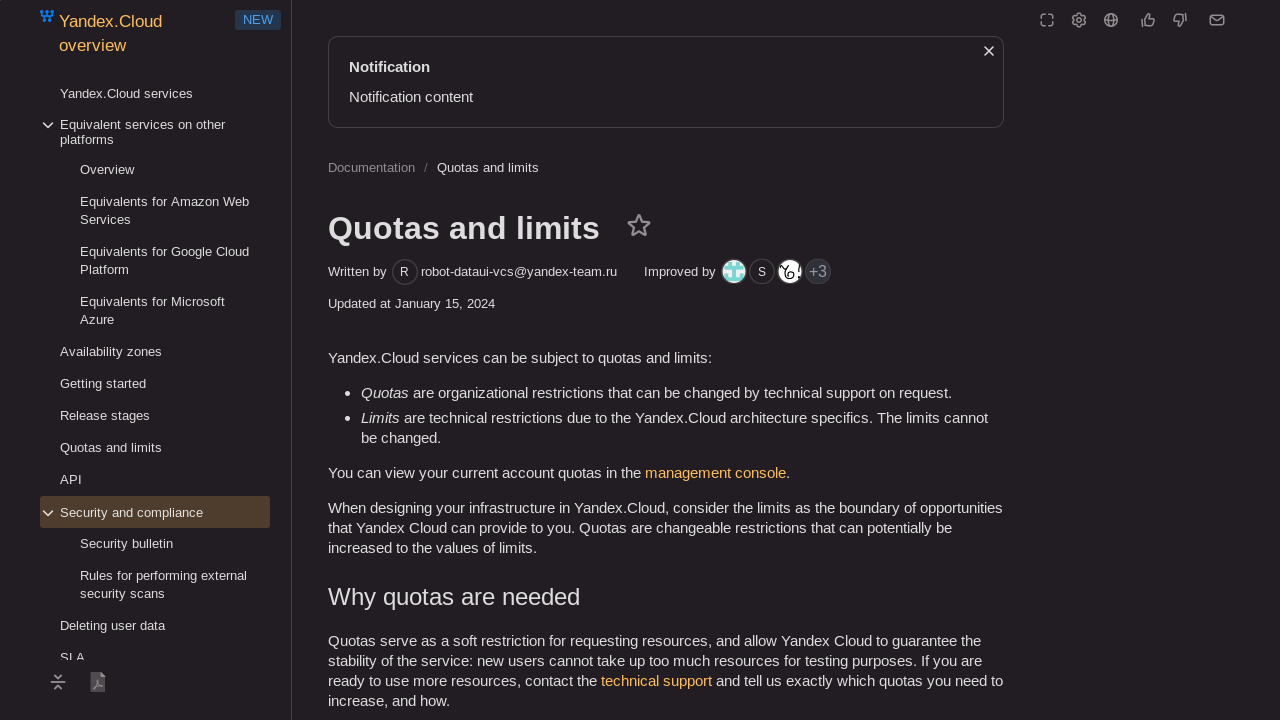 Yandex.Cloud
overview
NEW
Yandex.Cloud services
Equivalent services on other
platforms
Overview
Equivalents for Amazon Web
Services
Equivalents for Google Cloud
Platform
Equivalents for Microsoft
Azure
Availability zones
Getting started
Release stages
Quotas and limits
API
Security and compliance
Security bulletin
Rules for performing external
security scans
Deleting user data
SLA
Notification
Notification content
Documentation / Quotas and limits
Quotas and limits
Written by R robot-dataui-vcs@yandex-team.ru Improved by S +3
Updated at January 15, 2024
Yandex.Cloud services can be subject to quotas and limits:
• Quotas are organizational restrictions that can be changed by technical support on request.
• Limits are technical restrictions due to the Yandex.Cloud architecture specifics. The limits cannot
be changed.
You can view your current account quotas in the management console.
When designing your infrastructure in Yandex.Cloud, consider the limits as the boundary of opportunities
that Yandex Cloud can provide to you. Quotas are changeable restrictions that can potentially be
increased to the values of limits.
Why quotas are needed
Quotas serve as a soft restriction for requesting resources, and allow Yandex Cloud to guarantee the
stability of the service: new users cannot take up too much resources for testing purposes. If you are
ready to use more resources, contact the technical support and tell us exactly which quotas you need to
increase, and how.